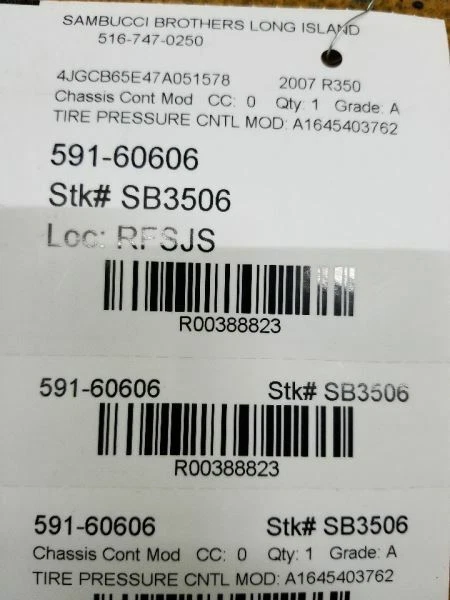 SAMBUCCI BROTHERS LONG ISLAND
516-747-0250
4JGCB65E47A051578 2007 R350
Chassis Cont Mod CC: 0 Qty: 1 Grade: A
TIRE PRESSURE CNTL MOD: A1645403762
591-60606
Stk# SB3506
Loc: RFSJS
R00388823
591-60606 Stk# SB3506
R00388823
591-60606 Stk# SB3506
Chassis Cont Mod CC: 0 Qty: 1 Grade: A
TIRE PRESSURE CNTL MOD: A1645403762